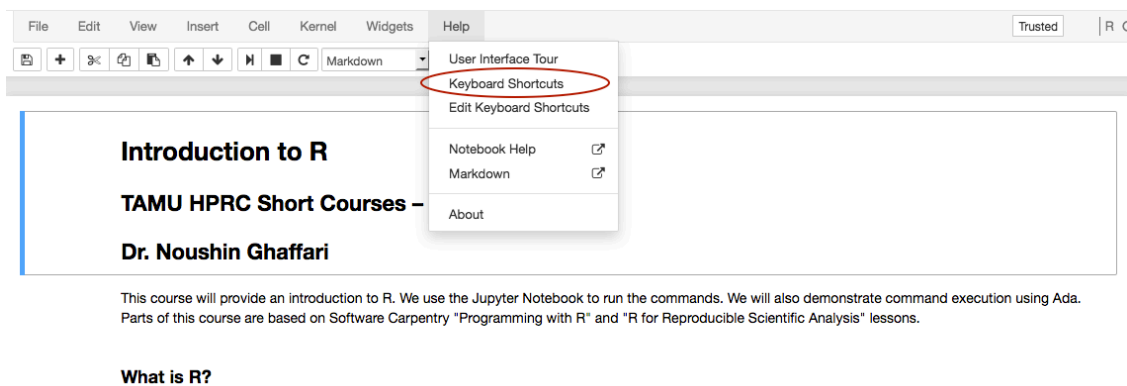 File Edit View Insert Cell Kernel Widgets Help Trusted R
Markdown
User Interface Tour
Keyboard Shortcuts
Edit Keyboard Shortcuts
Notebook Help
Markdown
About
Introduction to R
TAMU HPRC Short Courses –
Dr. Noushin Ghaffari
This course will provide an introduction to R. We use the Jupyter Notebook to run the commands. We will also demonstrate command execution using Ada.
Parts of this course are based on Software Carpentry "Programming with R" and "R for Reproducible Scientific Analysis" lessons.
What is R?